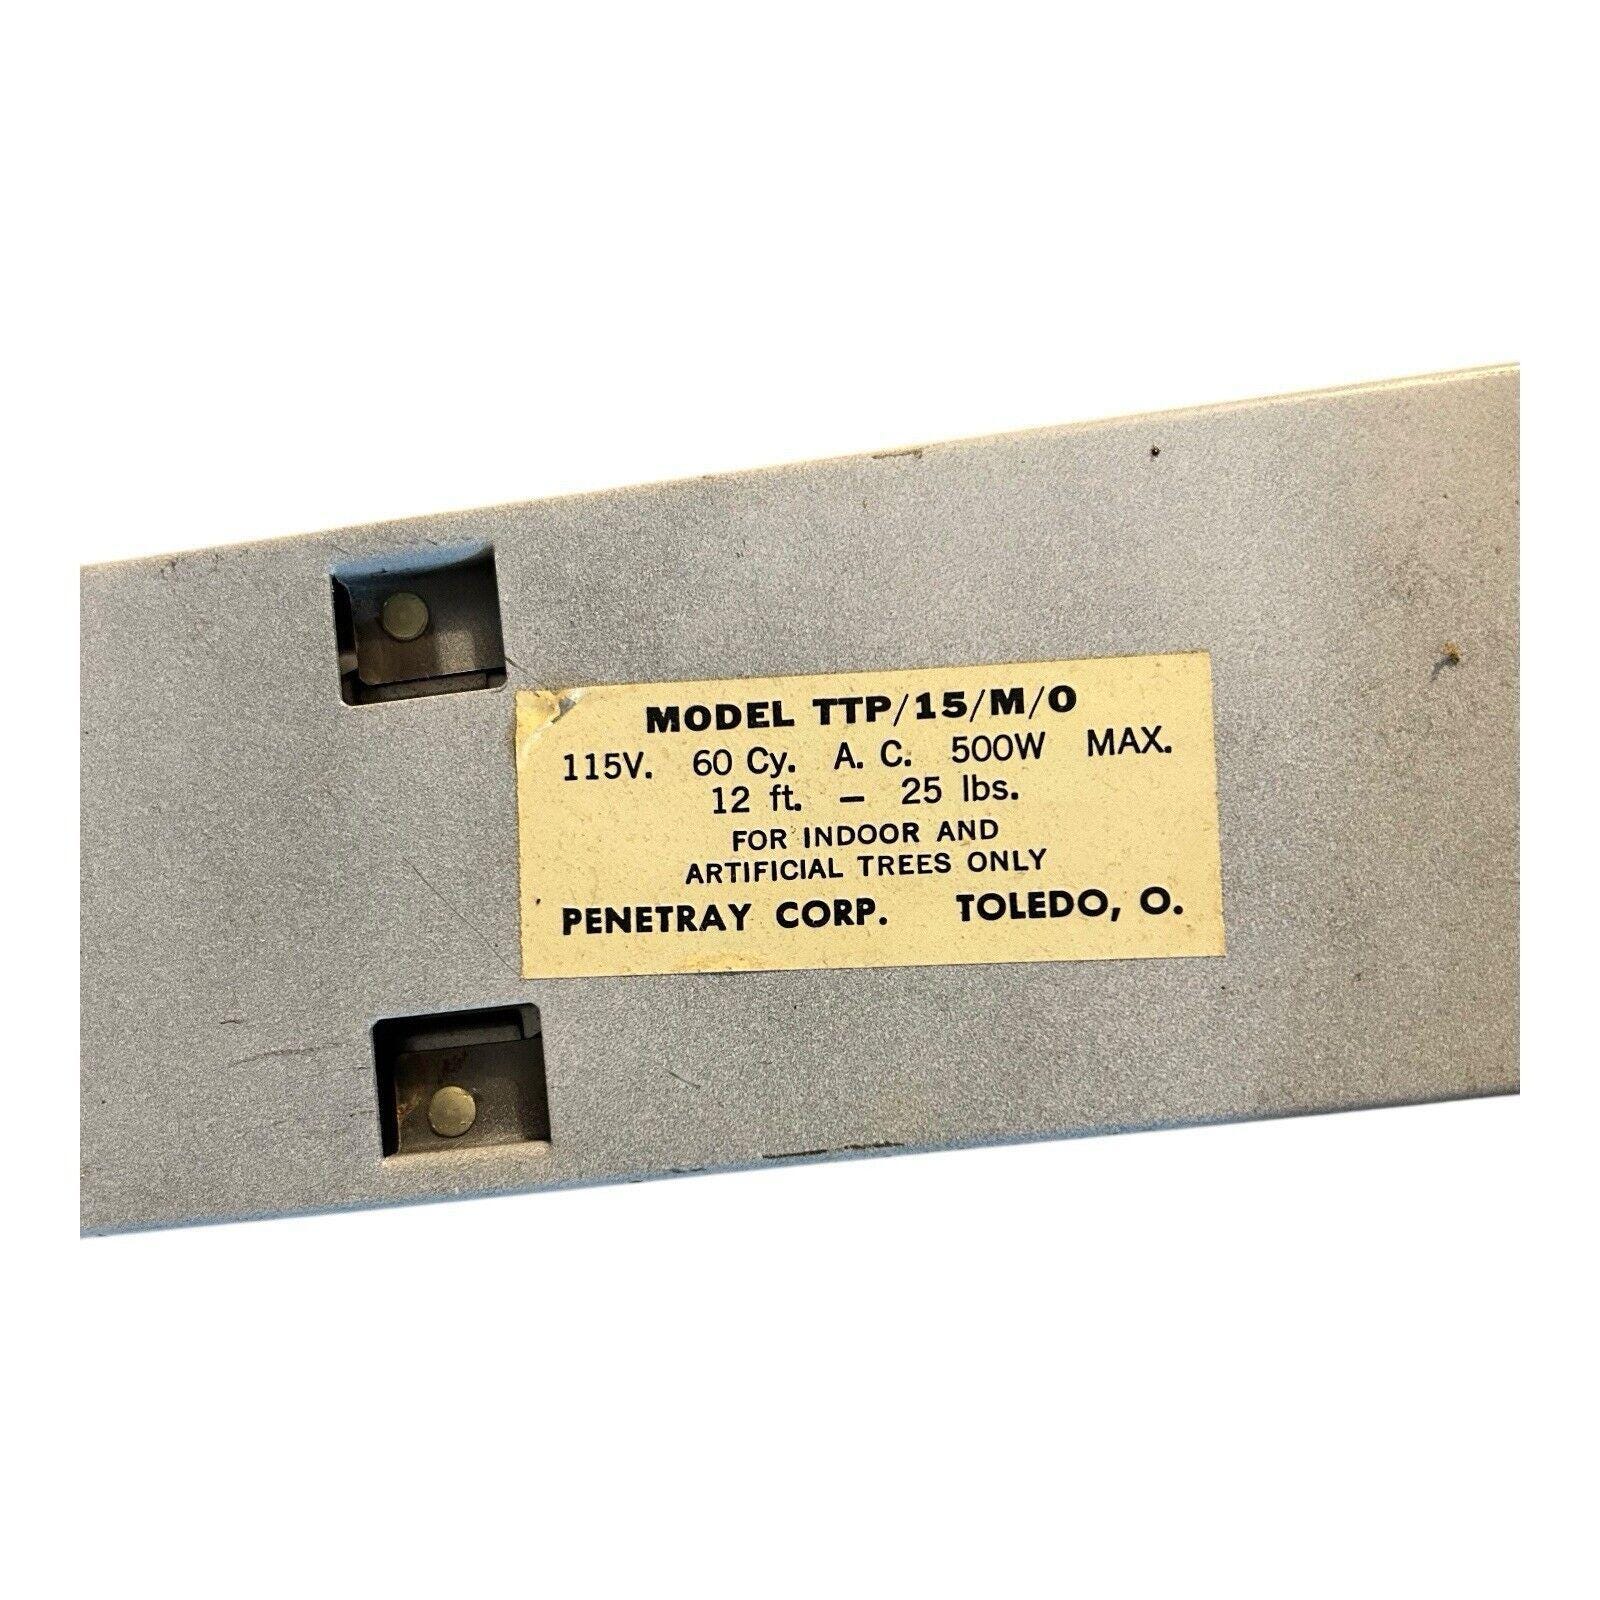 MODEL TTP/15/M/O
115V. 60 Cy. A. C. 500W MAX.
12 ft. – 25 lbs.
FOR INDOOR AND
ARTIFICIAL TREES ONLY
PENETRAY CORP. TOLEDO, O.